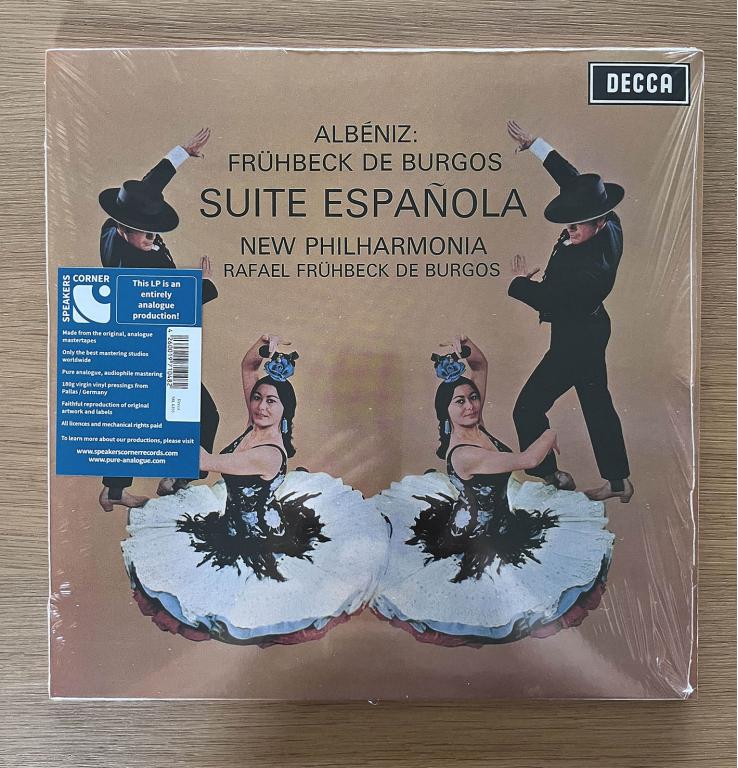 DECCA
ALBÉNIZ:
FRÜHBECK DE BURGOS
SUITE ESPAÑOLA
NEW PHILHARMONIA
RAFAEL FRÜHBECK DE BURGOS
SPEAKERS
CORNER
This LP is an
entirely
analogue
production!
Made from the original, analogue
mastertapes
Only the best mastering studios
worldwide
Pure analogue, audiophile mastering
180g virgin vinyl pressings from
Pallas / Germany
Faithful reproduction of original
artwork and labels
All licences and mechanical rights paid
To learn more about our productions, please visit
www.speakerscornerrecords.com
www.pure-analogue.com